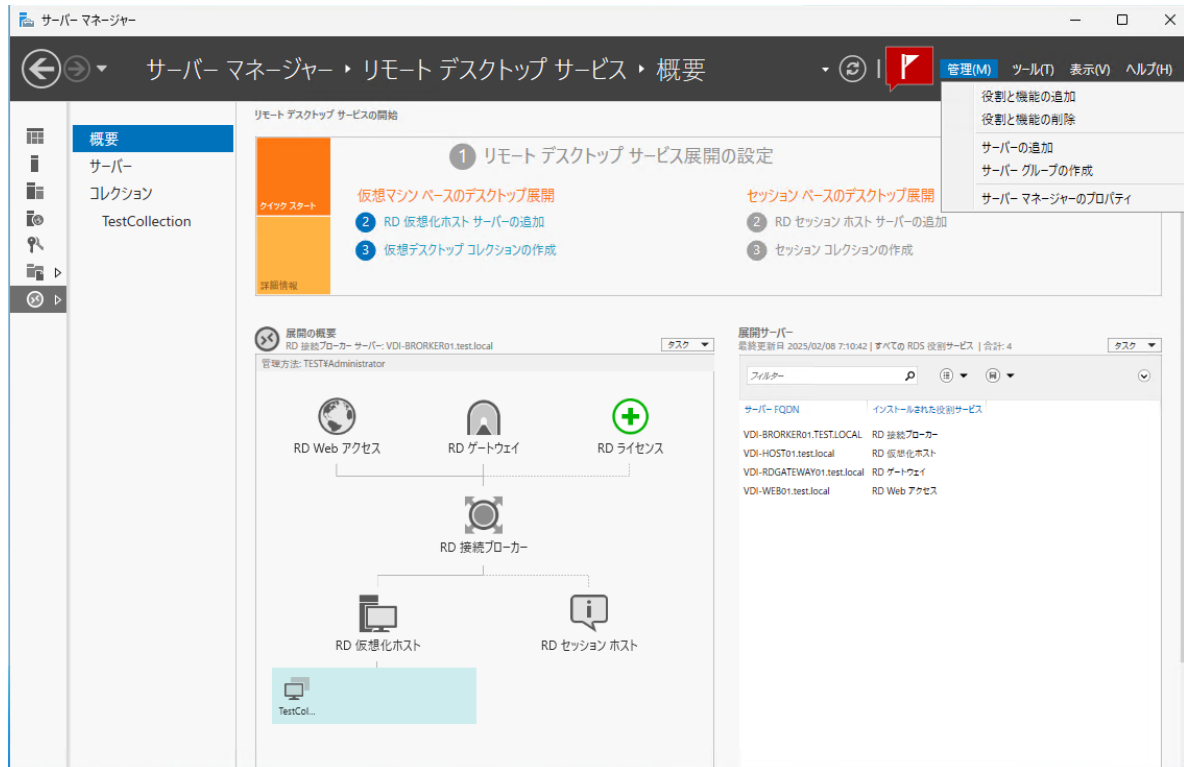 サーバー マネージャー
サーバー マネージャー ・ リモート デスクトップ サービス ・ 概要
管理(M) ツール(T) 表示(V) ヘルプ(H)
役割と機能の追加
役割と機能の削除
サーバーの追加
サーバー グループの作成
サーバー マネージャーのプロパティ
概要
サーバー
コレクション
TestCollection
リモート デスクトップ サービスの開始
1 リモート デスクトップ サービス展開の設定
クイック スタート
詳細情報
仮想マシン ベースのデスクトップ展開
2 RD 仮想化ホスト サーバーの追加
3 仮想デスクトップ コレクションの作成
セッション ベースのデスクトップ展開
2 RD セッション ホスト サーバーの追加
3 セッション コレクションの作成
展開の概要
RD 接続ブローカー サーバー: VDI-BRORKER01.test.local
タスク
管理方法: TEST¥Administrator
RD Web アクセス
RD ゲートウェイ
RD ライセンス
RD 接続ブローカー
RD 仮想化ホスト
RD セッション ホスト
TestCol...
展開サーバー
最終更新日 2025/02/08 7:10:42 | すべての RDS 役割サービス | 合計: 4
タスク
フィルター
サーバー FQDN インストールされた役割サービス
VDI-BRORKER01.TEST.LOCAL RD 接続ブローカー
VDI-HOST01.test.local RD 仮想化ホスト
VDI-RDGATEWAY01.test.local RD ゲートウェイ
VDI-WEB01.test.local RD Web アクセス